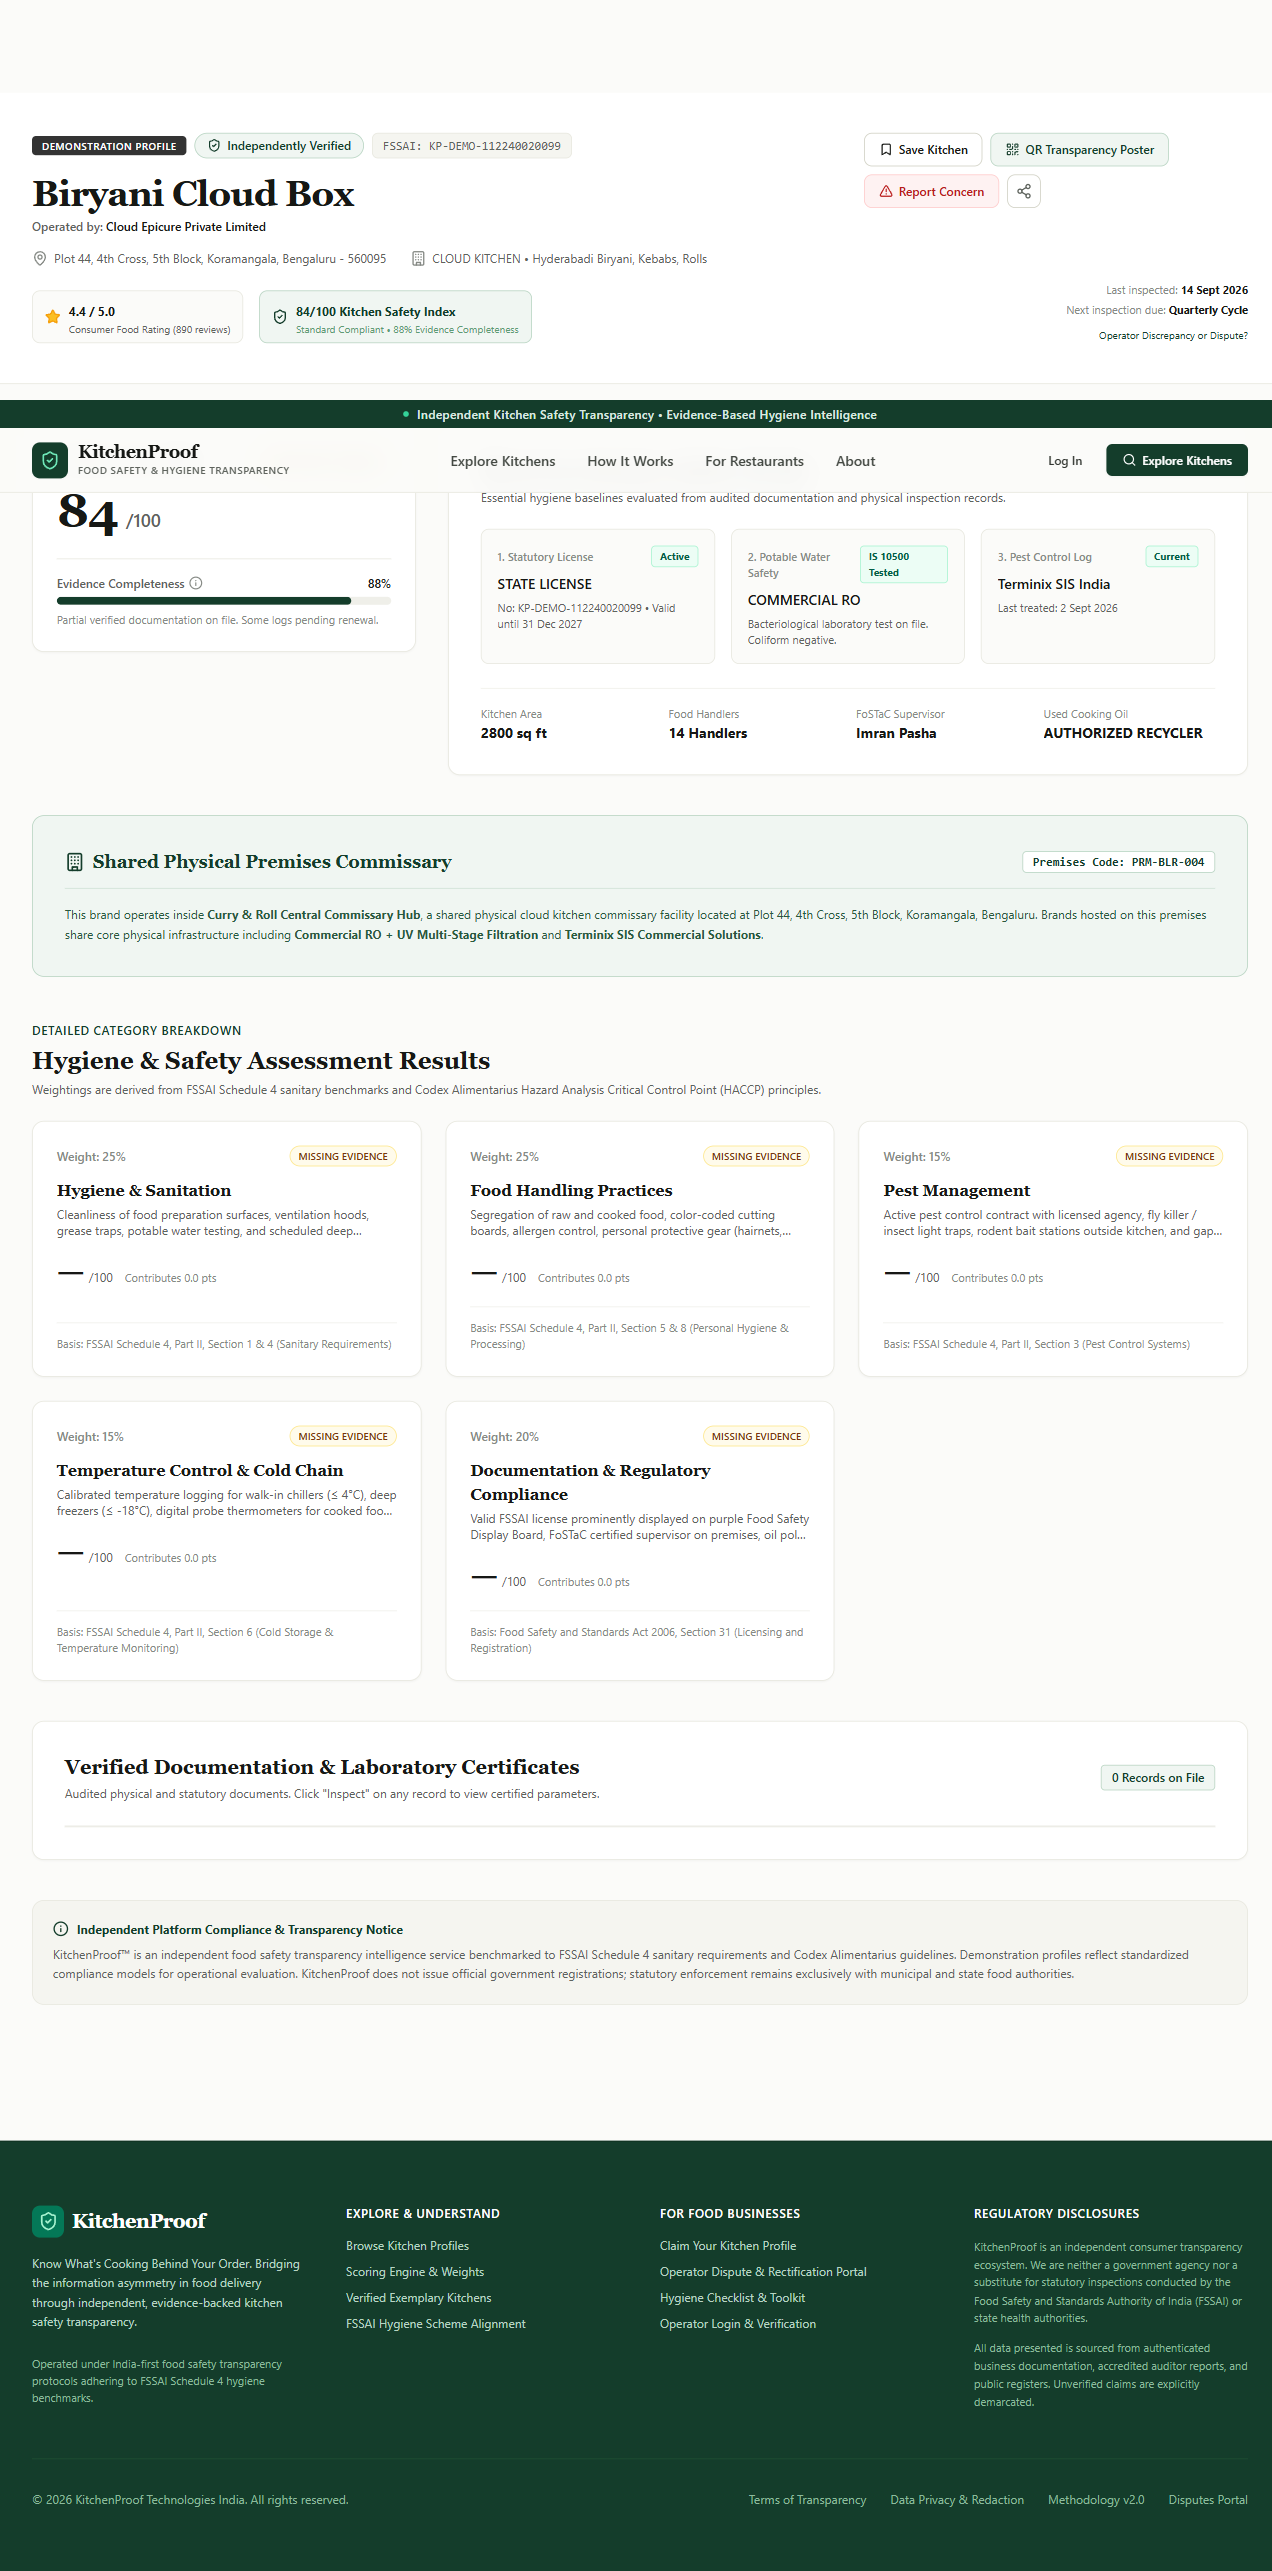 DEMONSTRATION PROFILE
Independently Verified
FSSAI: KP-DEMO-112240020099
Save Kitchen
QR Transparency Poster
Biryani Cloud Box
Report Concern
Operated by: Cloud Epicure Private Limited
Plot 44, 4th Cross, 5th Block, Koramangala, Bengaluru - 560095
CLOUD KITCHEN • Hyderabadi Biryani, Kebabs, Rolls
4.4 / 5.0
Consumer Food Rating (890 reviews)
84/100 Kitchen Safety Index
Standard Compliant • 88% Evidence Completeness
Last inspected: 14 Sept 2026
Next inspection due: Quarterly Cycle
Operator Discrepancy or Dispute?
Independent Kitchen Safety Transparency • Evidence-Based Hygiene Intelligence
KitchenProof
FOOD SAFETY & HYGIENE TRANSPARENCY
Explore Kitchens
How It Works
For Restaurants
About
Log In
Explore Kitchens
84 /100
Evidence Completeness
88%
Partial verified documentation on file. Some logs pending renewal.
Essential hygiene baselines evaluated from audited documentation and physical inspection records.
1. Statutory License
Active
STATE LICENSE
No: KP-DEMO-112240020099 • Valid
until 31 Dec 2027
2. Potable Water
Safety
IS 10500
Tested
COMMERCIAL RO
Bacteriological laboratory test on file.
Coliform negative.
3. Pest Control Log
Current
Terminix SIS India
Last treated: 2 Sept 2026
Kitchen Area
2800 sq ft
Food Handlers
14 Handlers
FoSTaC Supervisor
Imran Pasha
Used Cooking Oil
AUTHORIZED RECYCLER
Shared Physical Premises Commissary
Premises Code: PRM-BLR-004
This brand operates inside Curry & Roll Central Commissary Hub, a shared physical cloud kitchen commissary facility located at Plot 44, 4th Cross, 5th Block, Koramangala, Bengaluru. Brands hosted on this premises
share core physical infrastructure including Commercial RO + UV Multi-Stage Filtration and Terminix SIS Commercial Solutions.
DETAILED CATEGORY BREAKDOWN
Hygiene & Safety Assessment Results
Weightings are derived from FSSAI Schedule 4 sanitary benchmarks and Codex Alimentarius Hazard Analysis Critical Control Point (HACCP) principles.
Weight: 25%
MISSING EVIDENCE
Hygiene & Sanitation
Cleanliness of food preparation surfaces, ventilation hoods,
grease traps, potable water testing, and scheduled deep...
— /100 Contributes 0.0 pts
Basis: FSSAI Schedule 4, Part II, Section 1 & 4 (Sanitary Requirements)
Weight: 25%
MISSING EVIDENCE
Food Handling Practices
Segregation of raw and cooked food, color-coded cutting
boards, allergen control, personal protective gear (hairnets,...
— /100 Contributes 0.0 pts
Basis: FSSAI Schedule 4, Part II, Section 5 & 8 (Personal Hygiene &
Processing)
Weight: 15%
MISSING EVIDENCE
Pest Management
Active pest control contract with licensed agency, fly killer /
insect light traps, rodent bait stations outside kitchen, and gap...
— /100 Contributes 0.0 pts
Basis: FSSAI Schedule 4, Part II, Section 3 (Pest Control Systems)
Weight: 15%
MISSING EVIDENCE
Temperature Control & Cold Chain
Calibrated temperature logging for walk-in chillers (≤ 4°C), deep
freezers (≤ -18°C), digital probe thermometers for cooked foo...
— /100 Contributes 0.0 pts
Basis: FSSAI Schedule 4, Part II, Section 6 (Cold Storage &
Temperature Monitoring)
Weight: 20%
MISSING EVIDENCE
Documentation & Regulatory
Compliance
Valid FSSAI license prominently displayed on purple Food Safety
Display Board, FoSTaC certified supervisor on premises, oil pol...
— /100 Contributes 0.0 pts
Basis: Food Safety and Standards Act 2006, Section 31 (Licensing and
Registration)
Verified Documentation & Laboratory Certificates
Audited physical and statutory documents. Click "Inspect" on any record to view certified parameters.
0 Records on File
Independent Platform Compliance & Transparency Notice
KitchenProof™ is an independent food safety transparency intelligence service benchmarked to FSSAI Schedule 4 sanitary requirements and Codex Alimentarius guidelines. Demonstration profiles reflect standardized
compliance models for operational evaluation. KitchenProof does not issue official government registrations; statutory enforcement remains exclusively with municipal and state food authorities.
KitchenProof
Know What's Cooking Behind Your Order. Bridging
the information asymmetry in food delivery
through independent, evidence-backed kitchen
safety transparency.
Operated under India-first food safety transparency
protocols adhering to FSSAI Schedule 4 hygiene
benchmarks.
EXPLORE & UNDERSTAND
Browse Kitchen Profiles
Scoring Engine & Weights
Verified Exemplary Kitchens
FSSAI Hygiene Scheme Alignment
FOR FOOD BUSINESSES
Claim Your Kitchen Profile
Operator Dispute & Rectification Portal
Hygiene Checklist & Toolkit
Operator Login & Verification
REGULATORY DISCLOSURES
KitchenProof is an independent consumer transparency
ecosystem. We are neither a government agency nor a
substitute for statutory inspections conducted by the
Food Safety and Standards Authority of India (FSSAI) or
state health authorities.
All data presented is sourced from authenticated
business documentation, accredited auditor reports, and
public registers. Unverified claims are explicitly
demarcated.
© 2026 KitchenProof Technologies India. All rights reserved.
Terms of Transparency
Data Privacy & Redaction
Methodology v2.0
Disputes Portal